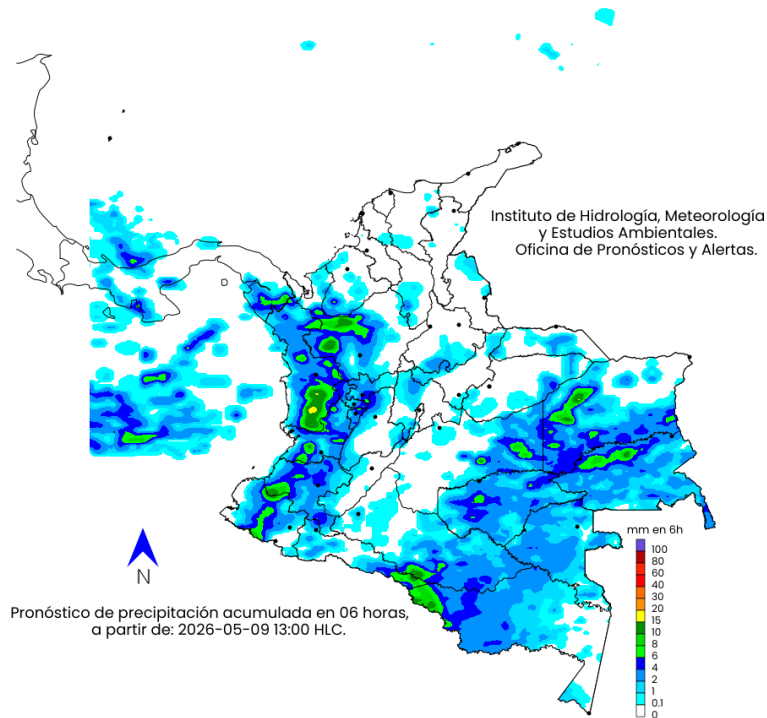 Instituto de Hidrología, Meteorología
y Estudios Ambientales.
Oficina de Pronósticos y Alertas.
D
N
Pronóstico de precipitación acumulada en 06 horas,
a partir de: 2026-05-09 13:00 HLC.
mm en 6h
100
80
60
40
30
20
15
10
8
6
4
2
1
0.1
0